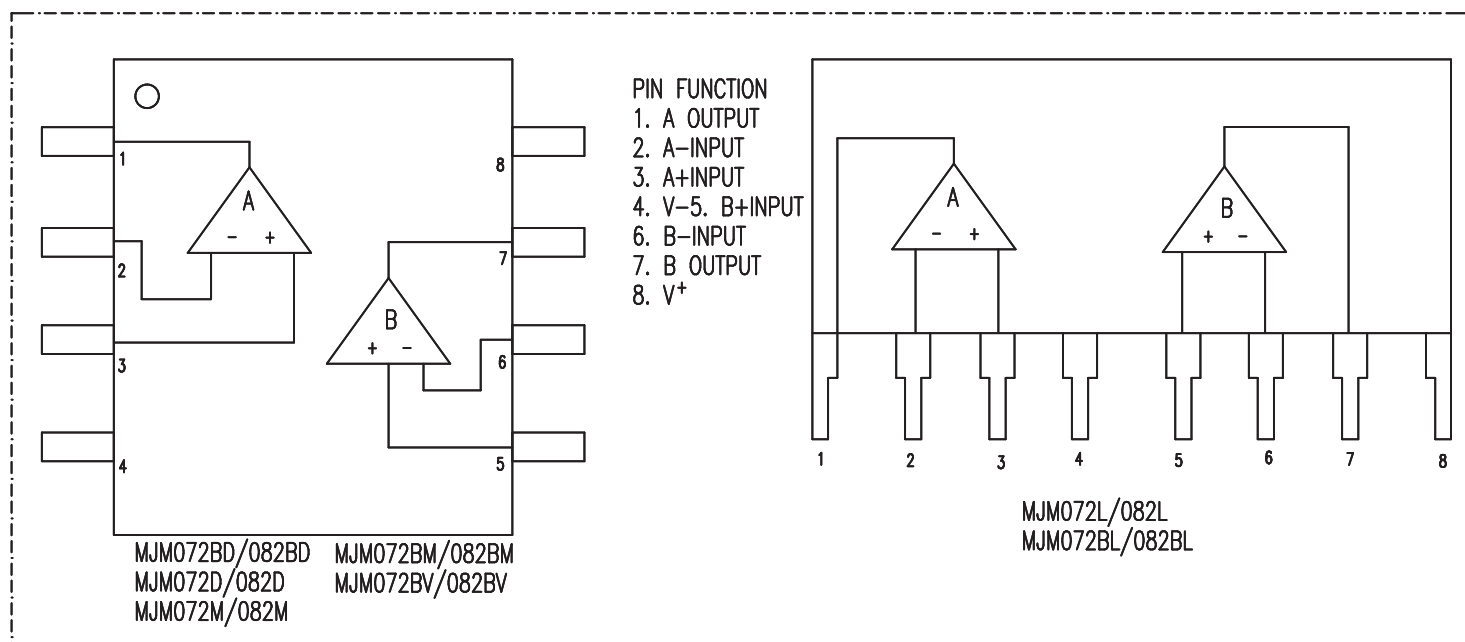 1
2
3
4
8
7
6
5
A
- +
B
+ -
MJM072BD/082BD
MJM072D/082D
MJM072M/082M
MJM072BM/082BM
MJM072BV/082BV
PIN FUNCTION
1. A OUTPUT
2. A-INPUT
3. A+INPUT
4. V-5. B+INPUT
6. B-INPUT
7. B OUTPUT
8. V+
A
- +
B
+ -
1 2 3 4 5 6 7 8
MJM072L/082L
MJM072BL/082BL